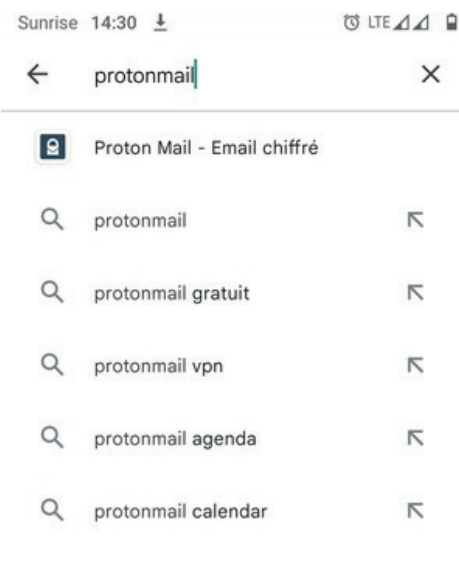 Sunrise 14:30 LTE
protonmail
Proton Mail - Email chiffré
protonmail
protonmail gratuit
protonmail vpn
protonmail agenda
protonmail calendar